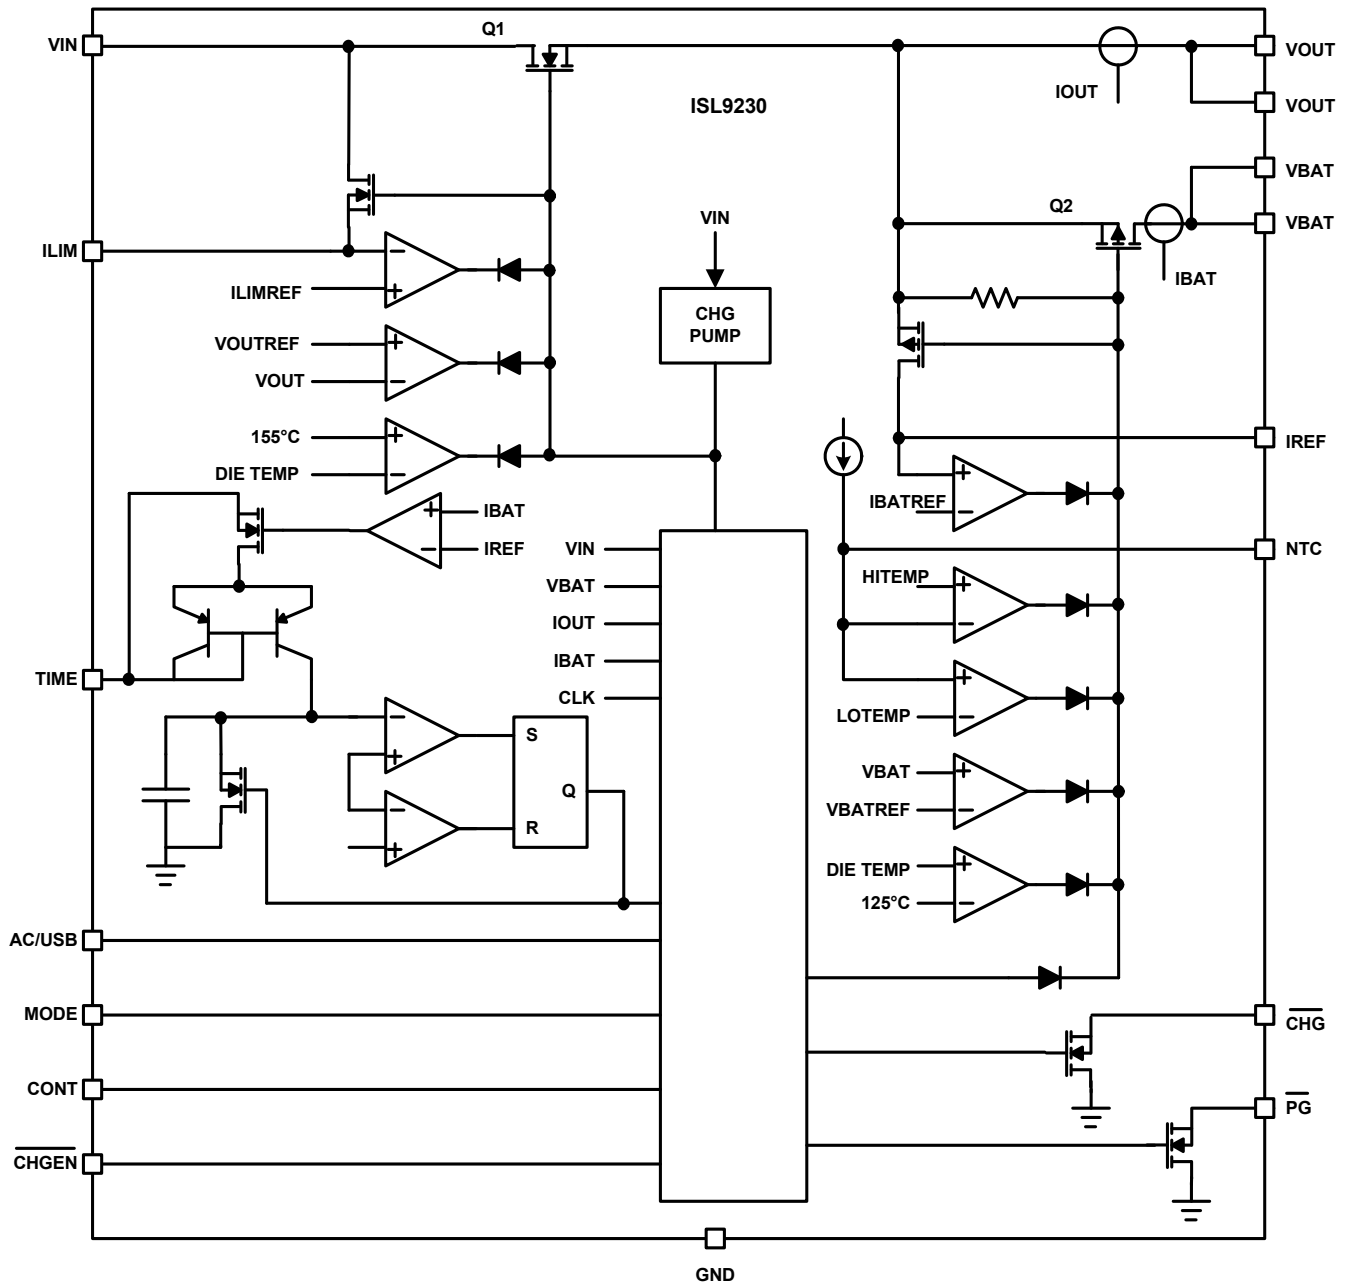 Q1
VIN
VOUT
ISL9230
IOUT
VOUT
VBAT
VIN
Q2
VBAT
ILIM
−
IBAT
ILIMREF
+
CHG
PUMP
VOUTREF
+
VOUT
−
155°C
+
IREF
DIE TEMP
−
+
IBATREF
−
+
IBAT
−
IREF
VIN
NTC
VBAT
HITEMP
+
IOUT
−
IBAT
TIME
+
CLK
LOTEMP
−
−
S
+
VBAT
+
Q
−
VBATREF
−
R
+
DIE TEMP
+
125°C
−
AC/USB
MODE
CHG
CONT
PG
CHGEN
GND